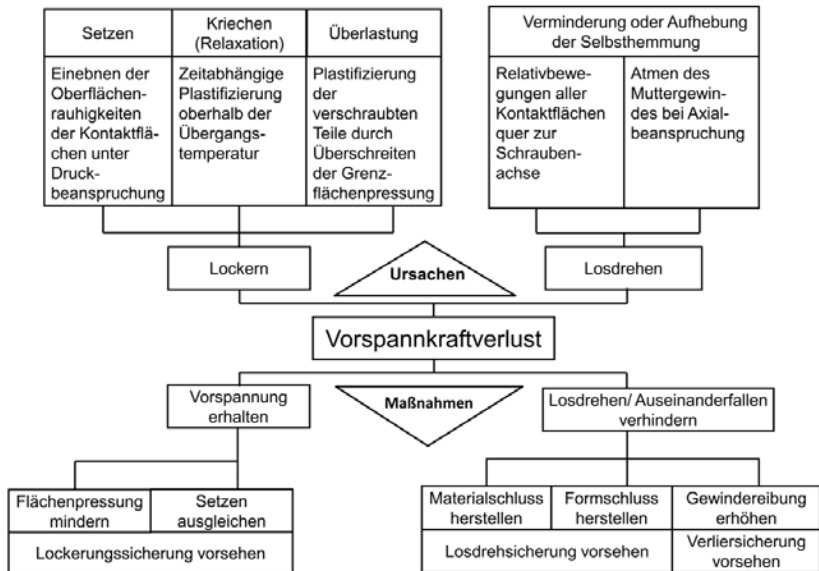 Setzen
Kriechen
(Relaxation)
Überlastung
Einebnen der
Oberflächen-
rauhigkeiten
der Kontaktflä-
chen unter
Druck-
beanspruchung
Zeitabhängige
Plastifizierung
oberhalb der
Übergangs-
temperatur
Plastifizierung
der
verschraubten
Teile durch
Überschreiten
der Grenz-
flächenpressung
Verminderung oder Aufhebung
der Selbsthemmung
Relativbewe-
gungen aller
Kontaktflächen
quer zur
Schrauben-
achse
Atmen des
Muttergewin-
des bei Axial-
beanspruchung
Lockern
Ursachen
Losdrehen
Vorspannkraftverlust
Vorspannung
erhalten
Maßnahmen
Losdrehen/ Auseinanderfallen
verhindern
Flächenpressung
mindern
Setzen
ausgleichen
Lockerungssicherung vorsehen
Materialschluss
herstellen
Formschluss
herstellen
Gewindereibung
erhöhen
Losdrehsicherung vorsehen
Verliersicherung
vorsehen